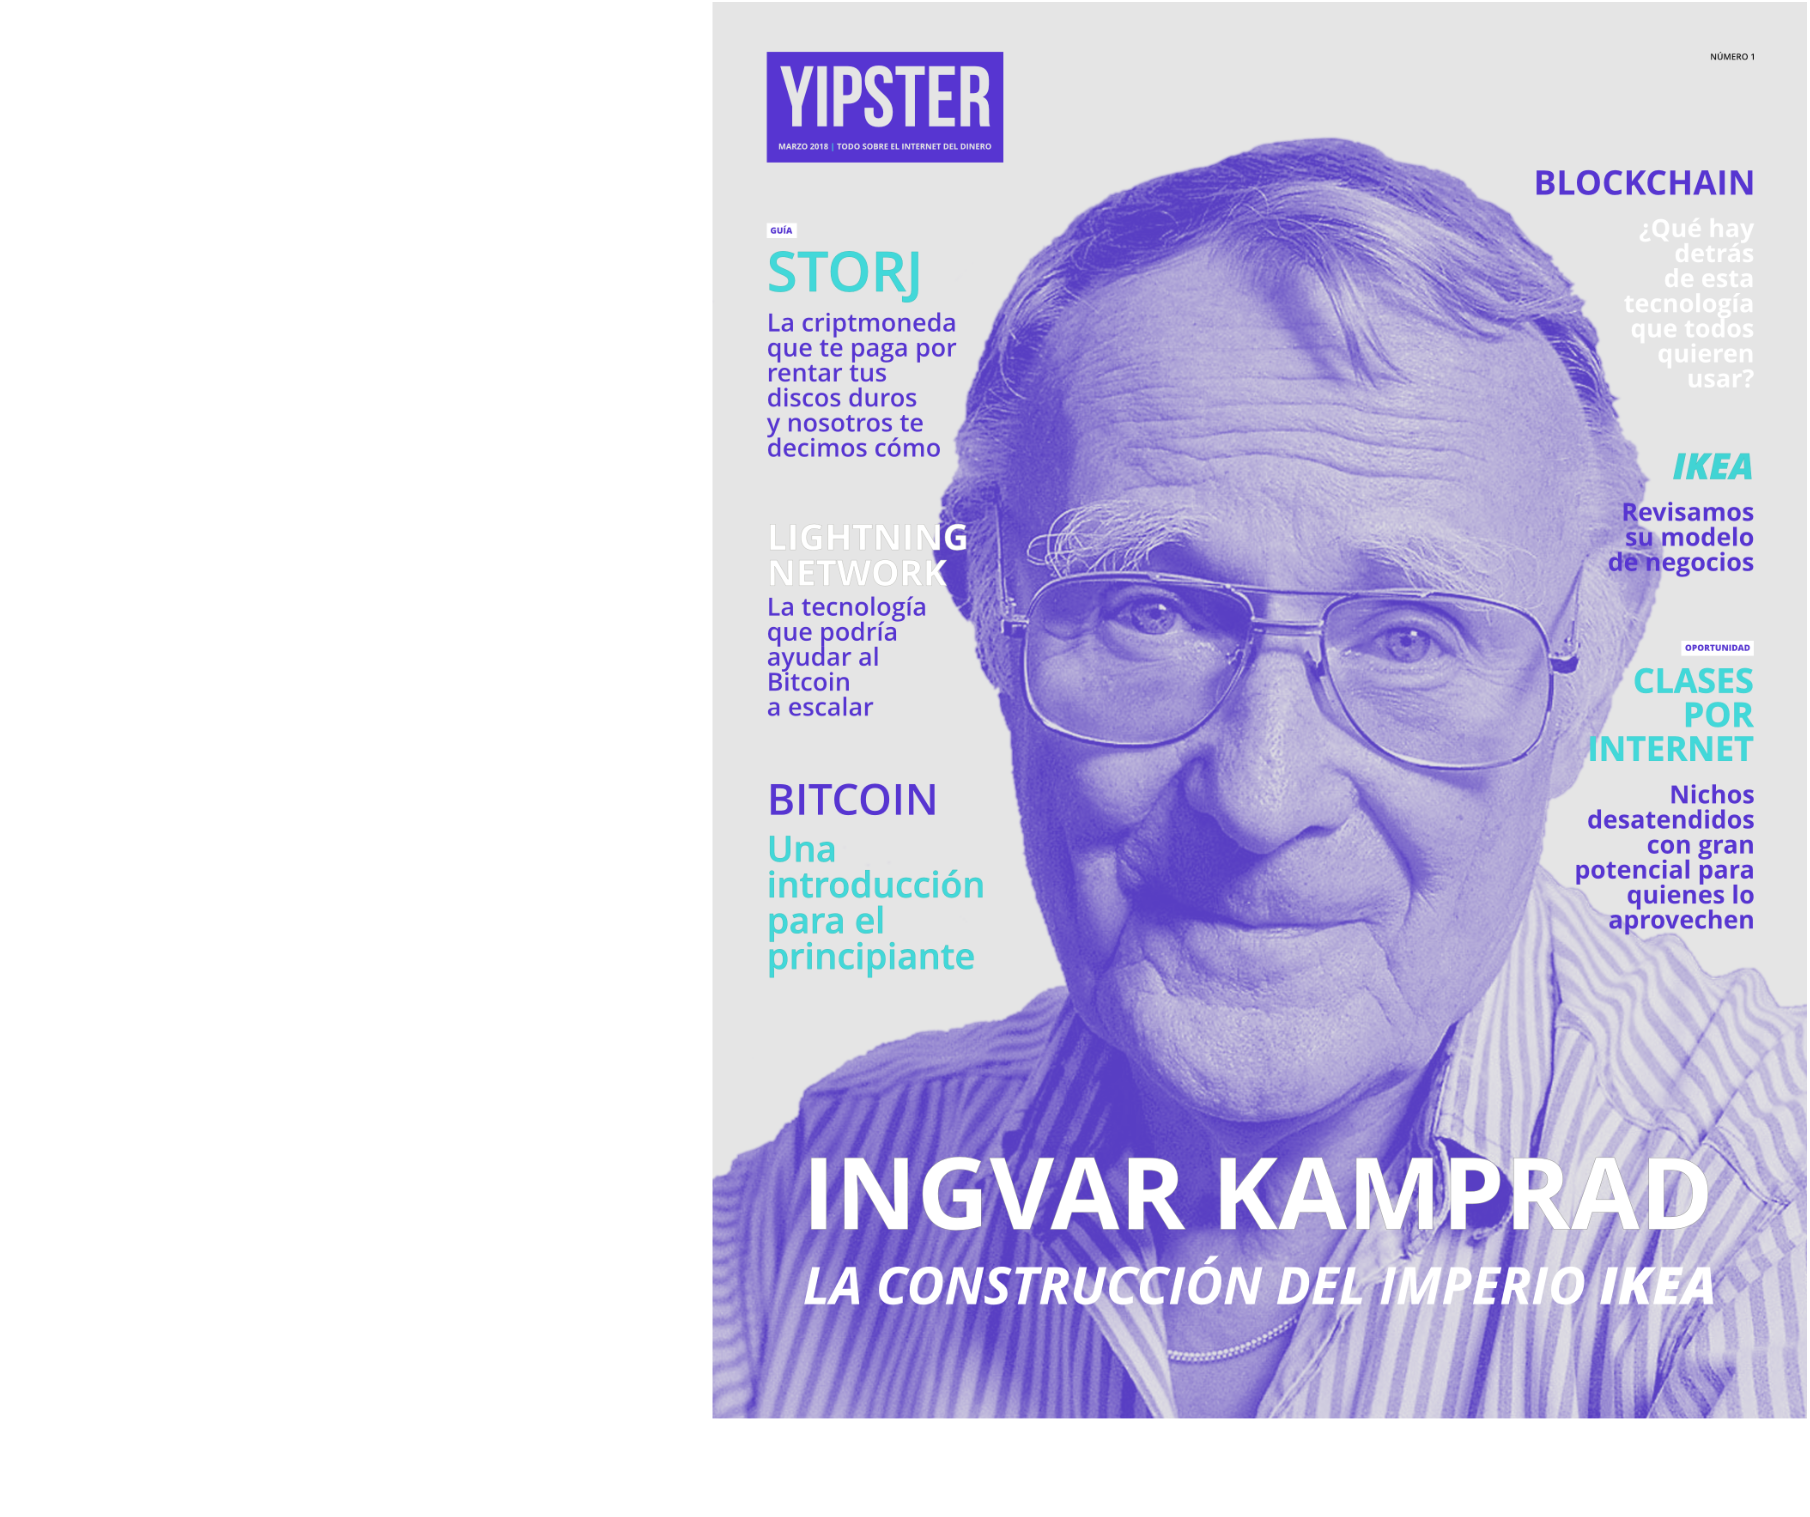 YIPSTER
MARZO 2018 | TODO SOBRE EL INTERNET DEL DINERO
NÚMERO 1
GUÍA
STORJ
La criptmoneda
que te paga por
rentar tus
discos duros
y nosotros te
decimos cómo
LIGHTNING
NETWORK
La tecnología
que podría
ayudar al
Bitcoin
a escalar
BITCOIN
Una
introducción
para el
principiante
BLOCKCHAIN
¿Qué hay
detrás
de esta
tecnología
que todos
quieren
usar?
IKEA
Revisamos
su modelo
de negocios
OPORTUNIDAD
CLASES
POR
INTERNET
Nichos
desatendidos
con gran
potencial para
quienes lo
aprovechen
INGVAR KAMPRAD
LA CONSTRUCCIÓN DEL IMPERIO IKEA